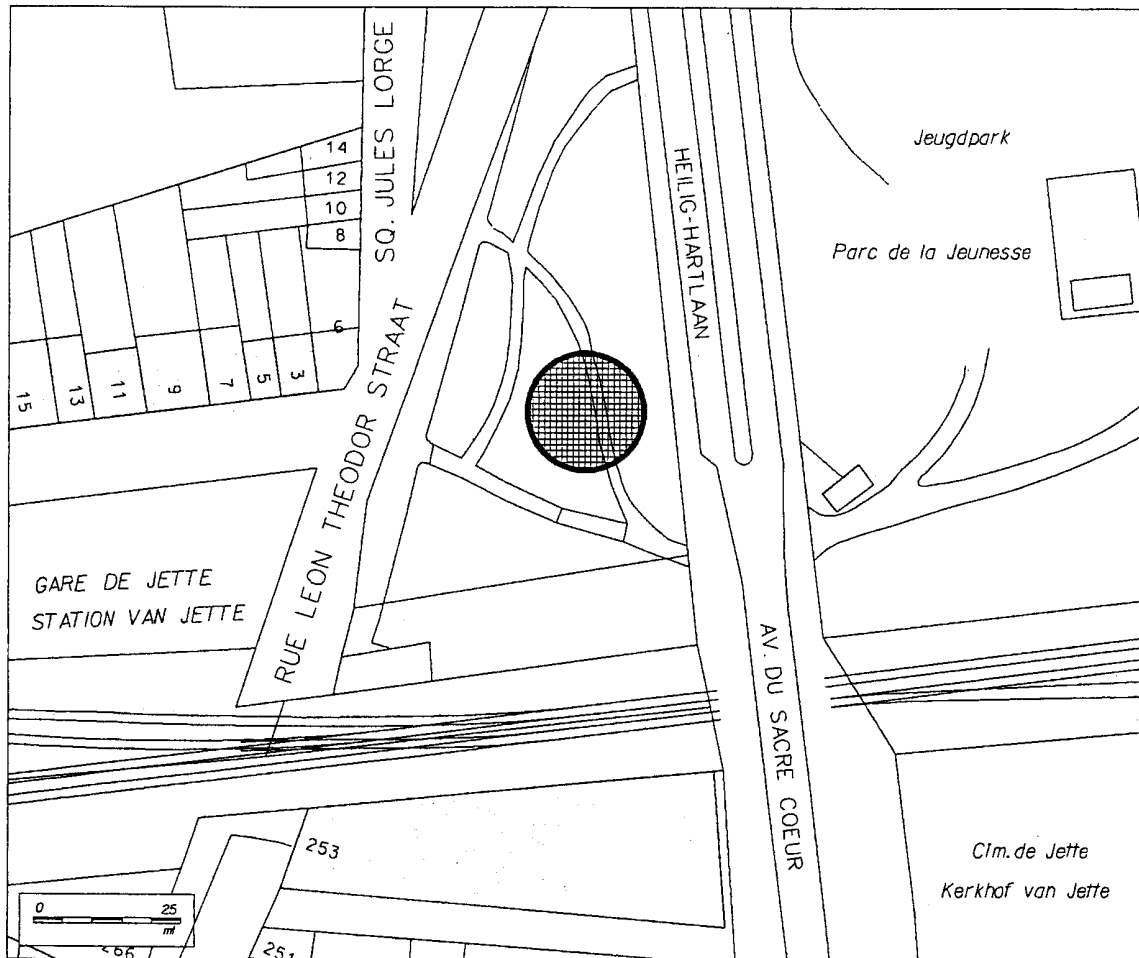 SQ. JULES LORGE
HEILIG-HARTLAAN
Jeugdpark
Parc de la Jeunesse
14
12
10
8
6
15
13
11
9
7
5
3
RUE LEON THEODOR STRAAT
GARE DE JETTE
STATION VAN JETTE
AV. DU SACRE COEUR
253
Cim. de Jette
Kerkhof van Jette
0 25
mt
266
251